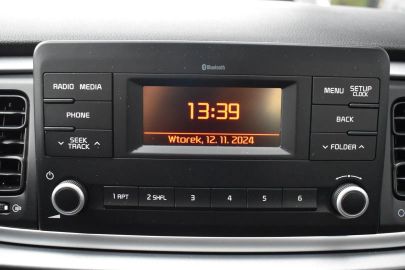 Bluetooth
RADIO MEDIA
PHONE
SEEK
TRACK
13:39
Wtorek, 12. 11. 2024
MENU SETUP
CLOCK
BACK
FOLDER
1 RPT 2 SHFL 3 4 5 6